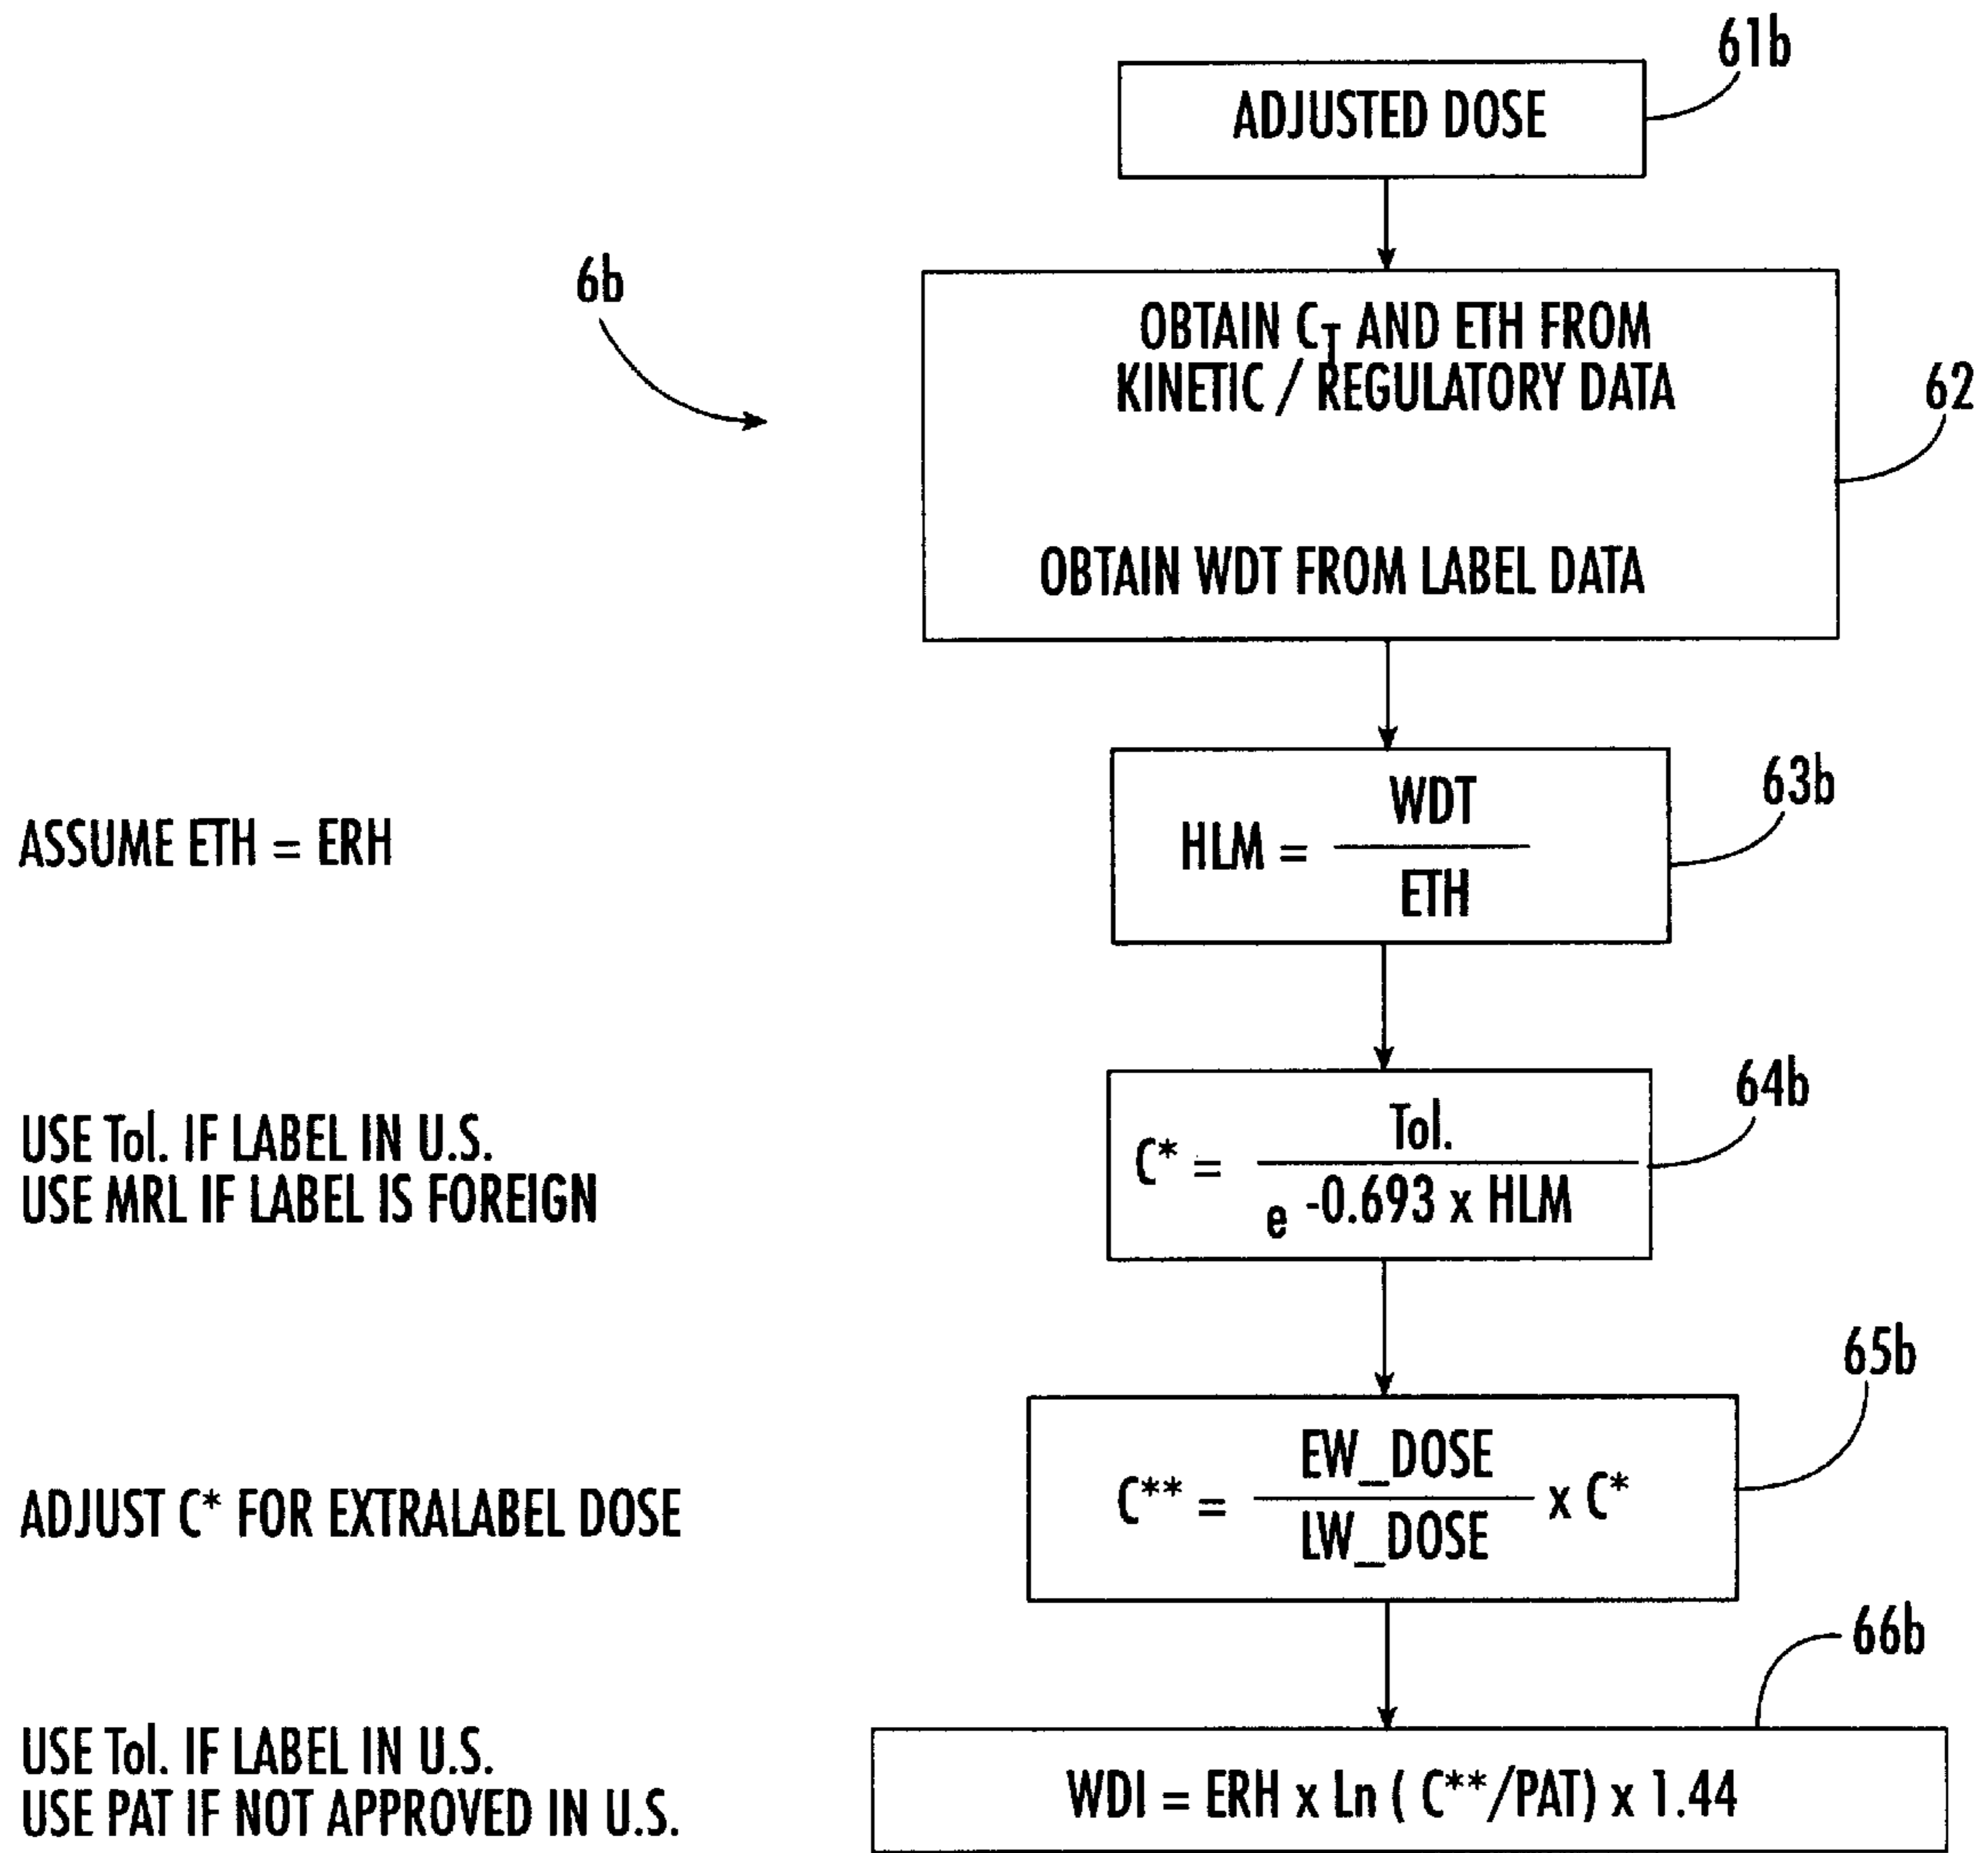 61b
ADJUSTED DOSE
6b
OBTAIN C_T AND ETH FROM
KINETIC / REGULATORY DATA
62
OBTAIN WDT FROM LABEL DATA
63b
ASSUME ETH = ERH
HLM = WDT / ETH
64b
USE Tol. IF LABEL IN U.S.
USE MRL IF LABEL IS FOREIGN
C* = Tol. / e^-0.693 x HLM
65b
ADJUST C* FOR EXTRALABEL DOSE
C** = EW_DOSE / LW_DOSE x C*
66b
USE Tol. IF LABEL IN U.S.
USE PAT IF NOT APPROVED IN U.S.
WDI = ERH x Ln ( C**/PAT) x 1.44